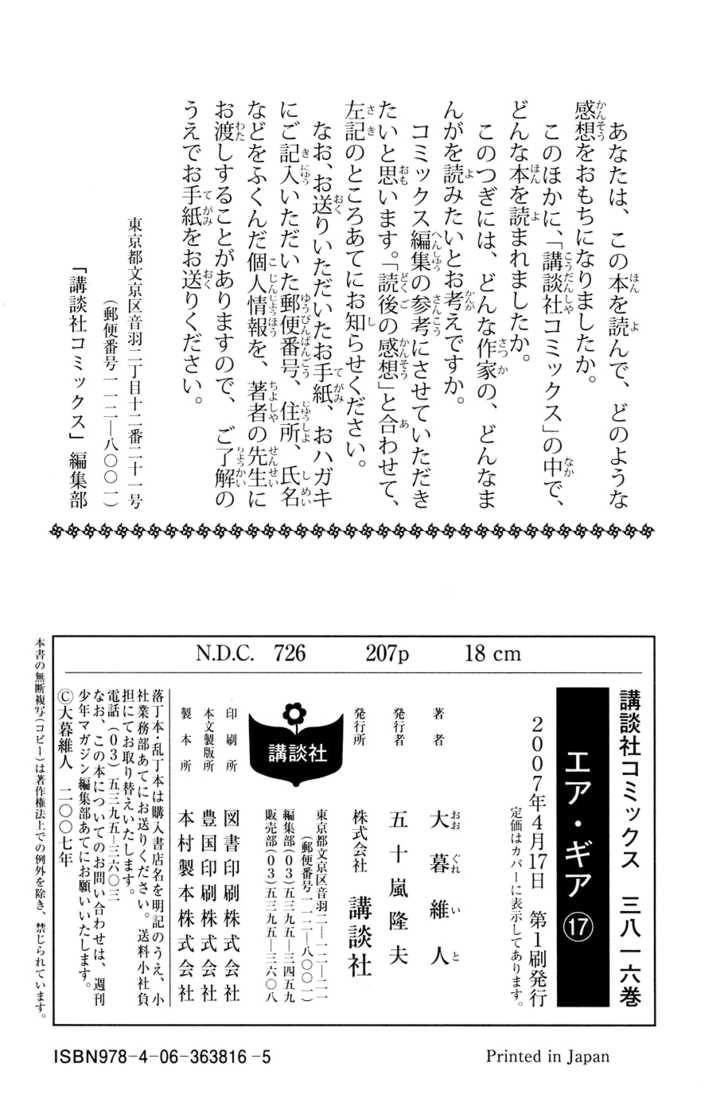 あなたは、この本を読んで、どのような
感想をおもちになりましたか。
このほかに、「講談社コミックス」の中で、
どんな本を読まれましたか。
このつぎには、どんな作家の、どんなま
んがを読みたいとお考えですか。
コミックス編集の参考にさせていただき
たいと思います。「読後の感想」と合わせて、
左記のところあてにお知らせください。
なお、お送りいただいたお手紙、おハガキ
にご記入いただいた郵便番号、住所、氏名
などをふくんだ個人情報を、著者の先生に
お渡しすることがありますので、ご了解の
うえでお手紙をお送りください。
東京都文京区音羽二丁目十二番二十一号
(郵便番号一一二―八〇〇一)
「講談社コミックス」編集部
N.D.C. 726 207p 18 cm
講談社コミックス 三八一六巻
エア・ギア ⑰
2007年4月17日 第1刷発行
定価はカバーに表示してあります。
著者 大暮維人
発行者 五十嵐隆夫
発行所 株式会社 講談社
東京都文京区音羽二―一二―二一
(郵便番号一一二―八〇〇一)
編集部(03)五三九五―三四五九
販売部(03)五三九五―三六〇八
講談社
印刷所 図書印刷株式会社
本文製版所 豊国印刷株式会社
製本所 本村製本株式会社
落丁本・乱丁本は購入書店名を明記のうえ、小
社業務部あてにお送りください。送料小社負
担にてお取り替えいたします。
電話(03)五三九五―三六〇三
なお、この本についてのお問い合わせは、週刊
少年マガジン編集部あてにお願いいたします。
©大暮維人 二〇〇七年
本書の無断複写(コピー)は著作権法上での例外を除き、禁じられています。
ISBN978-4-06-363816-5
Printed in Japan